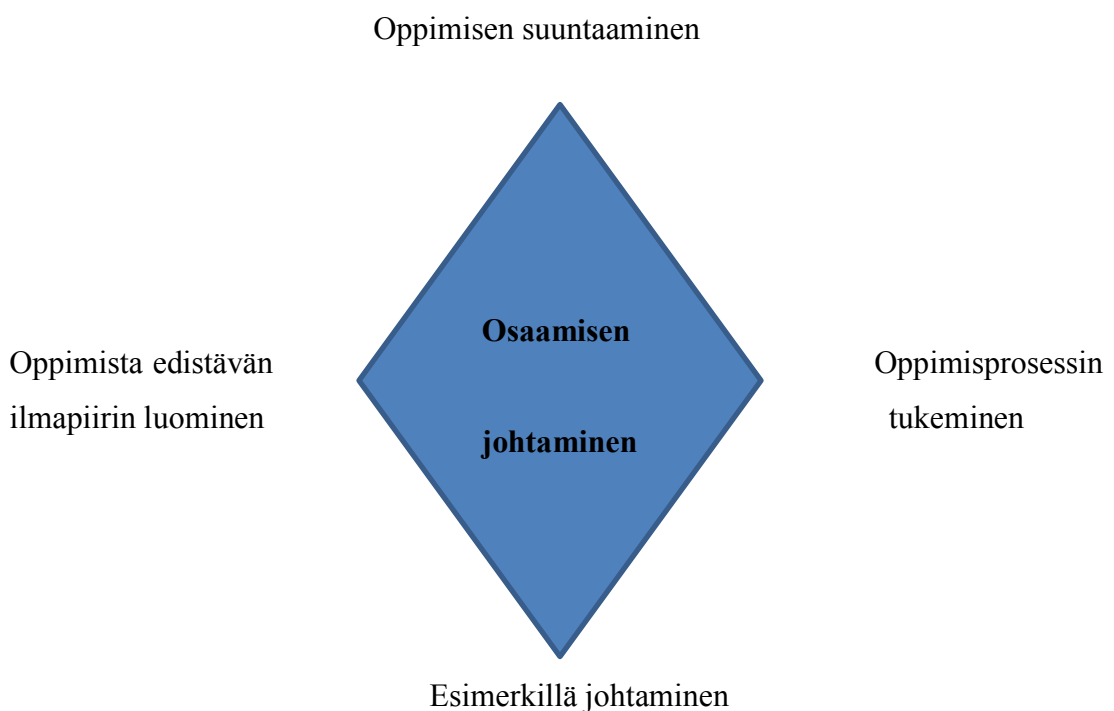 Oppimisen suuntaaminen
Osaamisen
johtaminen
Oppimista edistävän
ilmapiirin luominen
Oppimisprosessin
tukeminen
Esimerkillä johtaminen